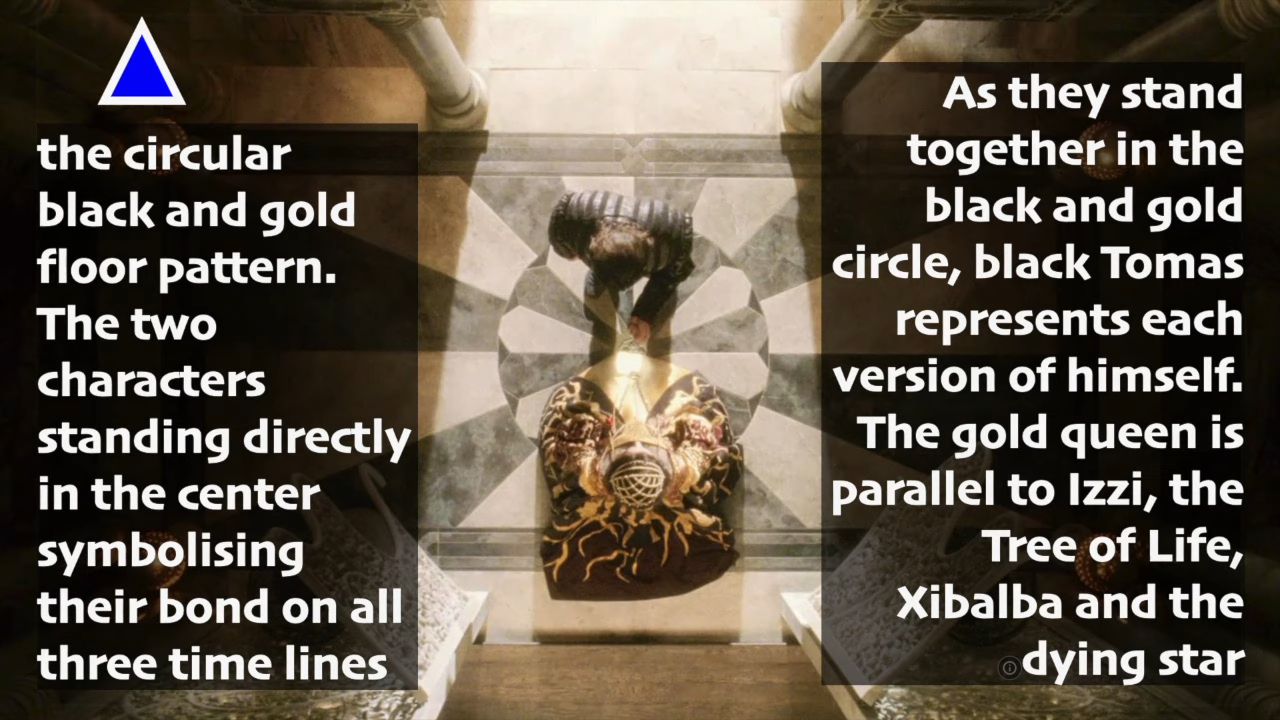 the circular
black and gold
floor pattern.
The two
characters
standing directly
in the center
symbolising
their bond on all
three time lines
As they stand
together in the
black and gold
circle, black Tomas
represents each
version of himself.
The gold queen is
parallel to Izzi, the
Tree of Life,
Xibalba and the
dying star